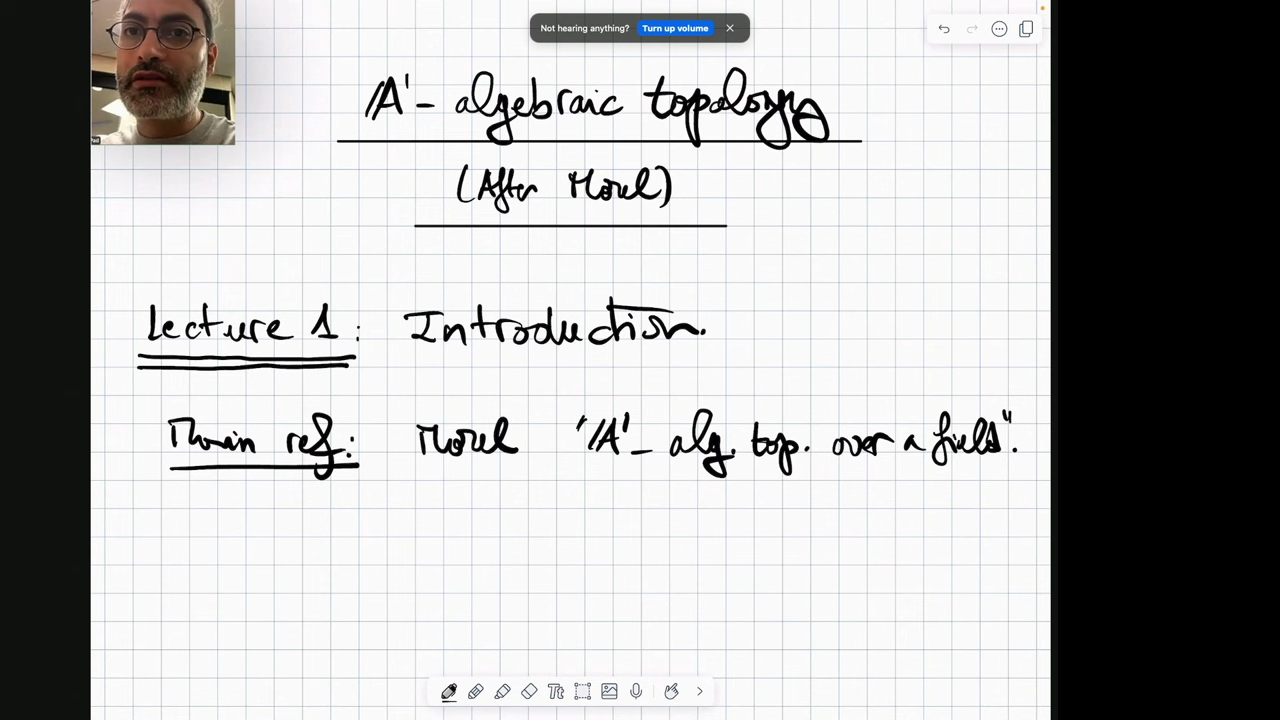 Not hearing anything? Turn up volume
𝔸¹- algebraic topology
(After Morel)
Lecture 1: Introduction.
Main ref: Morel "𝔸¹- alg. top. over a field".
Tt